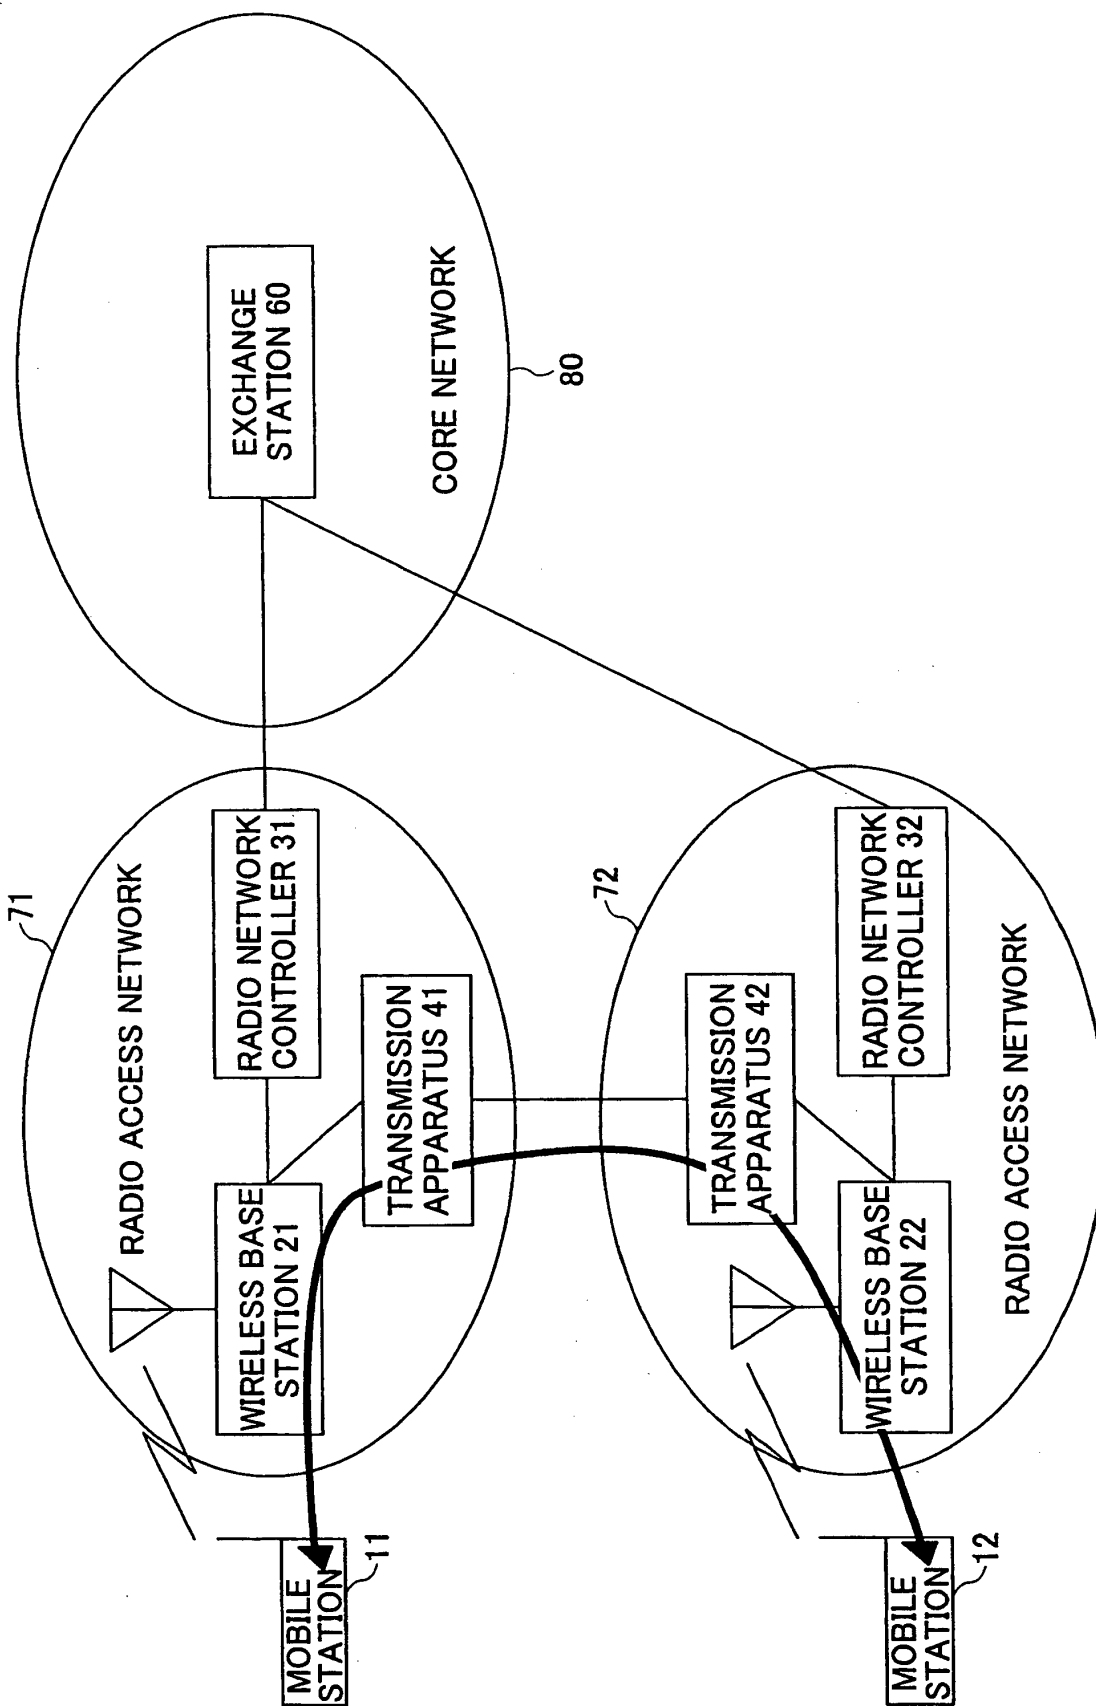 71
RADIO ACCESS NETWORK
MOBILE
STATION
11
WIRELESS BASE
STATION 21
RADIO NETWORK
CONTROLLER 31
TRANSMISSION
APPARATUS 41
EXCHANGE
STATION 60
CORE NETWORK
80
72
TRANSMISSION
APPARATUS 42
MOBILE
STATION
12
WIRELESS BASE
STATION 22
RADIO NETWORK
CONTROLLER 32
RADIO ACCESS NETWORK